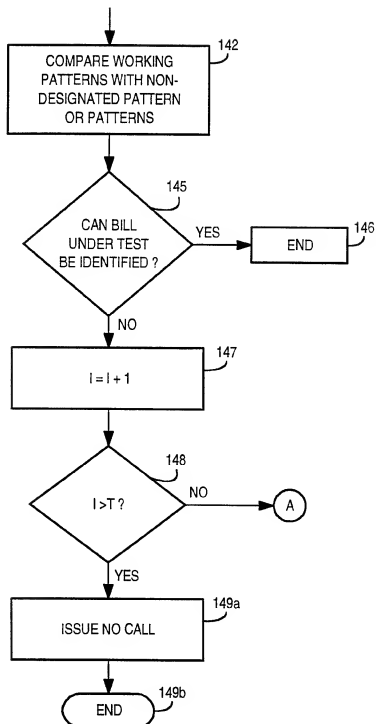 142
COMPARE WORKING
PATTERNS WITH NON-
DESIGNATED PATTERN
OR PATTERNS
145
CAN BILL
UNDER TEST
BE IDENTIFIED ?
YES
END
146
NO
147
I = I + 1
148
I >T ?
NO
A
YES
149a
ISSUE NO CALL
149b
END